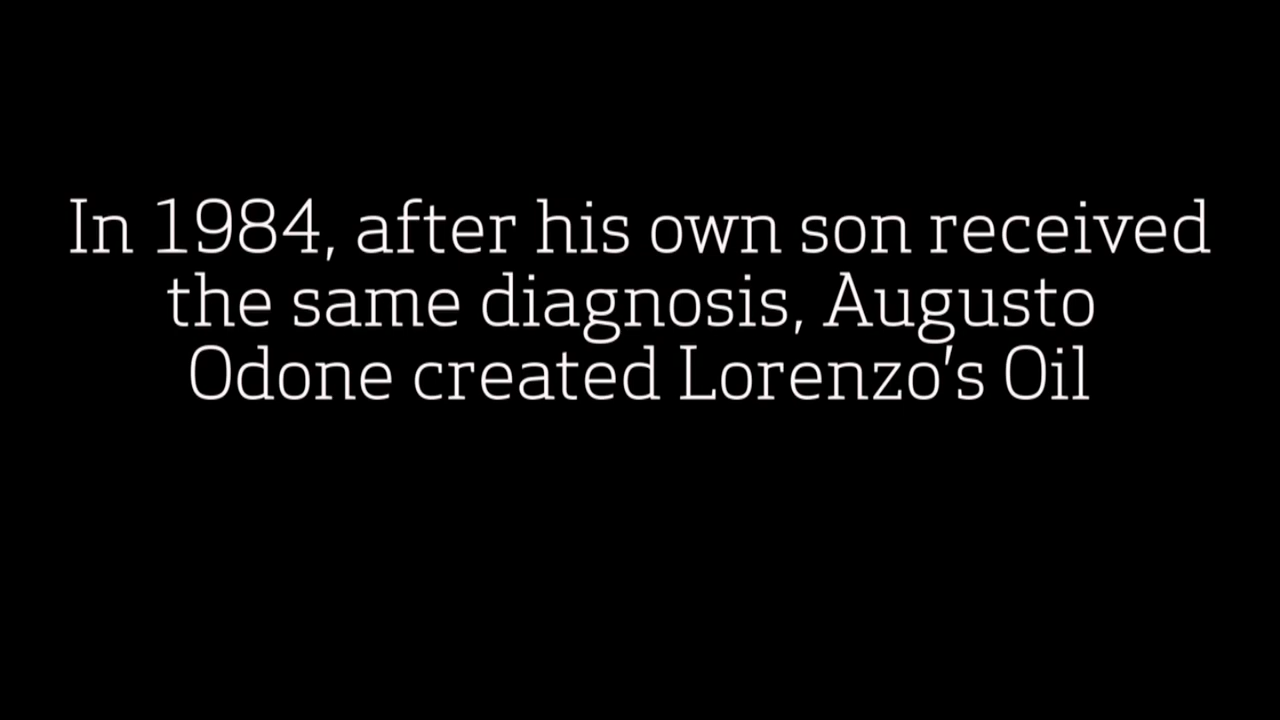 In 1984, after his own son received
the same diagnosis, Augusto
Odone created Lorenzo's Oil